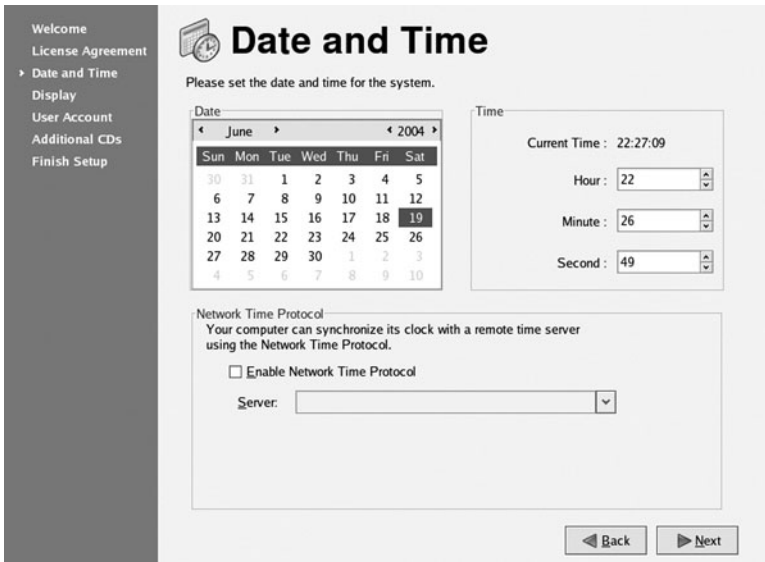 Welcome
License Agreement
Date and Time
Display
User Account
Additional CDs
Finish Setup
Date and Time
Please set the date and time for the system.
Date
June 2004
Sun Mon Tue Wed Thu Fri Sat
30 31 1 2 3 4 5
6 7 8 9 10 11 12
13 14 15 16 17 18 19
20 21 22 23 24 25 26
27 28 29 30 1 2 3
4 5 6 7 8 9 10
Time
Current Time : 22:27:09
Hour : 22
Minute : 26
Second : 49
Network Time Protocol
Your computer can synchronize its clock with a remote time server
using the Network Time Protocol.
Enable Network Time Protocol
Server:
Back
Next